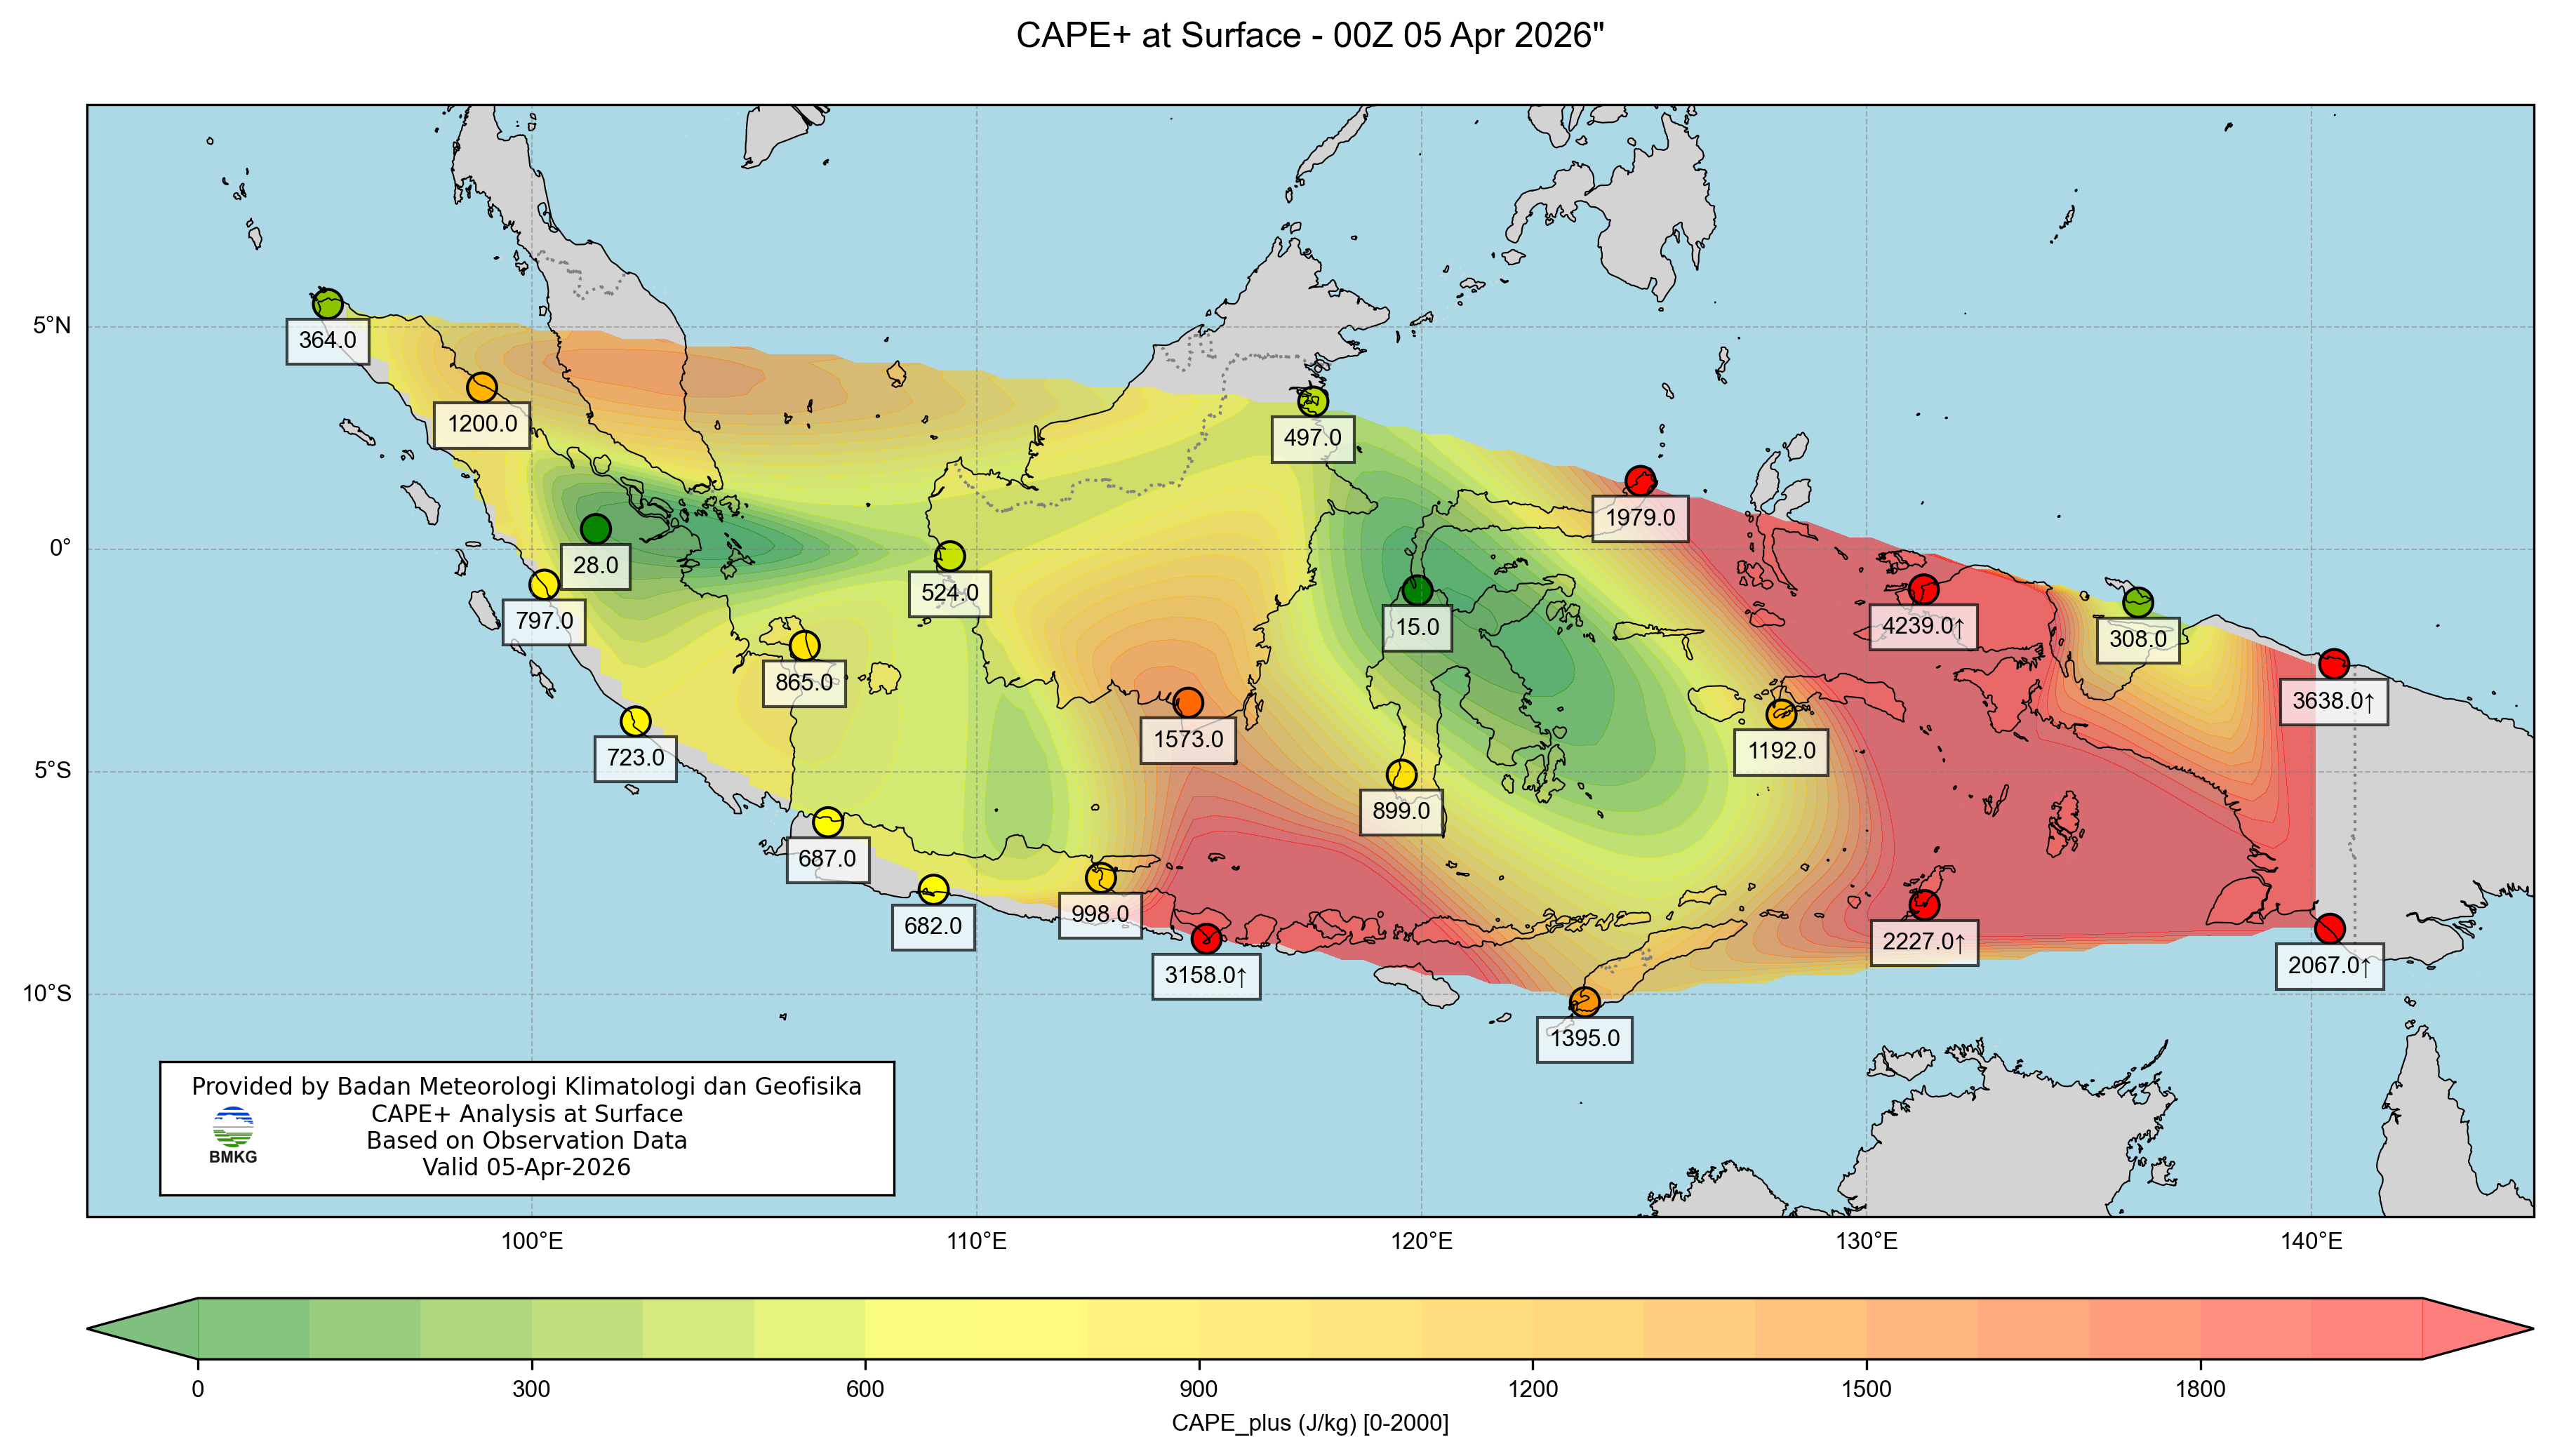 CAPE+ at Surface - 00Z 05 Apr 2026"
5°N
0°
5°S
10°S
364.0
1200.0
497.0
1979.0
28.0
524.0
797.0
15.0
4239.0↑
308.0
865.0
3638.0↑
723.0
1573.0
1192.0
899.0
687.0
682.0
998.0
3158.0↑
2227.0↑
2067.0↑
1395.0
Provided by Badan Meteorologi Klimatologi dan Geofisika
CAPE+ Analysis at Surface
Based on Observation Data
Valid 05-Apr-2026
BMKG
100°E 110°E 120°E 130°E 140°E
0 300 600 900 1200 1500 1800
CAPE_plus (J/kg) [0-2000]